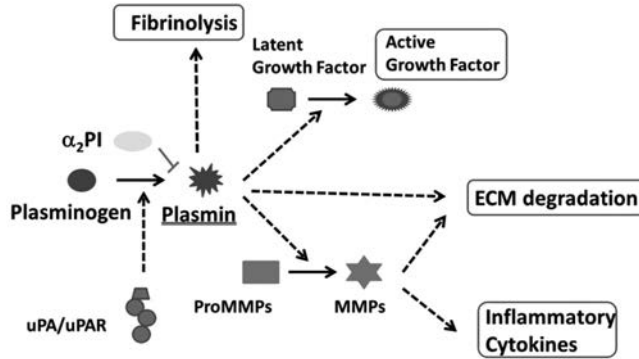 Fibrinolysis
Latent
Growth Factor
Active
Growth Factor
α₂PI
Plasminogen
Plasmin
ECM degradation
uPA/uPAR
ProMMPs
MMPs
Inflammatory
Cytokines